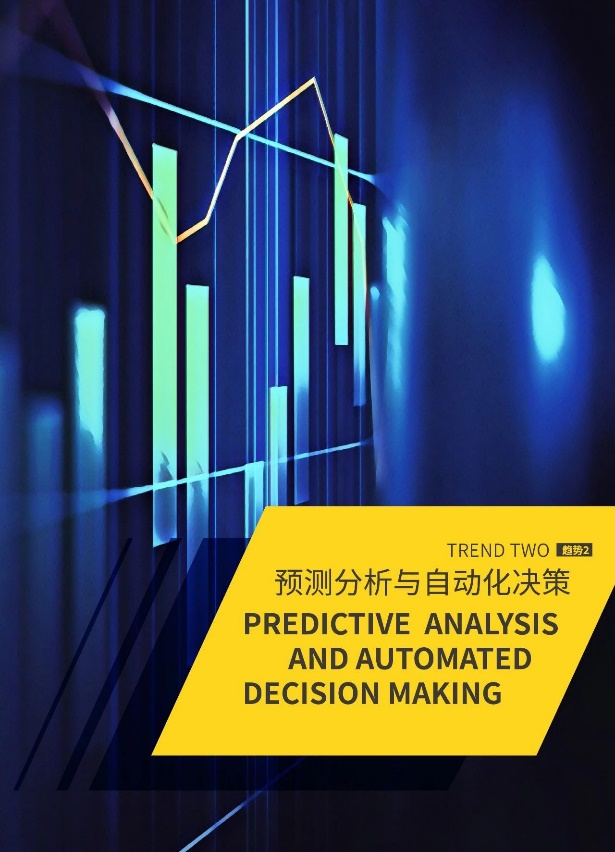 TREND TWO 趋势2
预测分析与自动化决策
PREDICTIVE ANALYSIS
AND AUTOMATED
DECISION MAKING